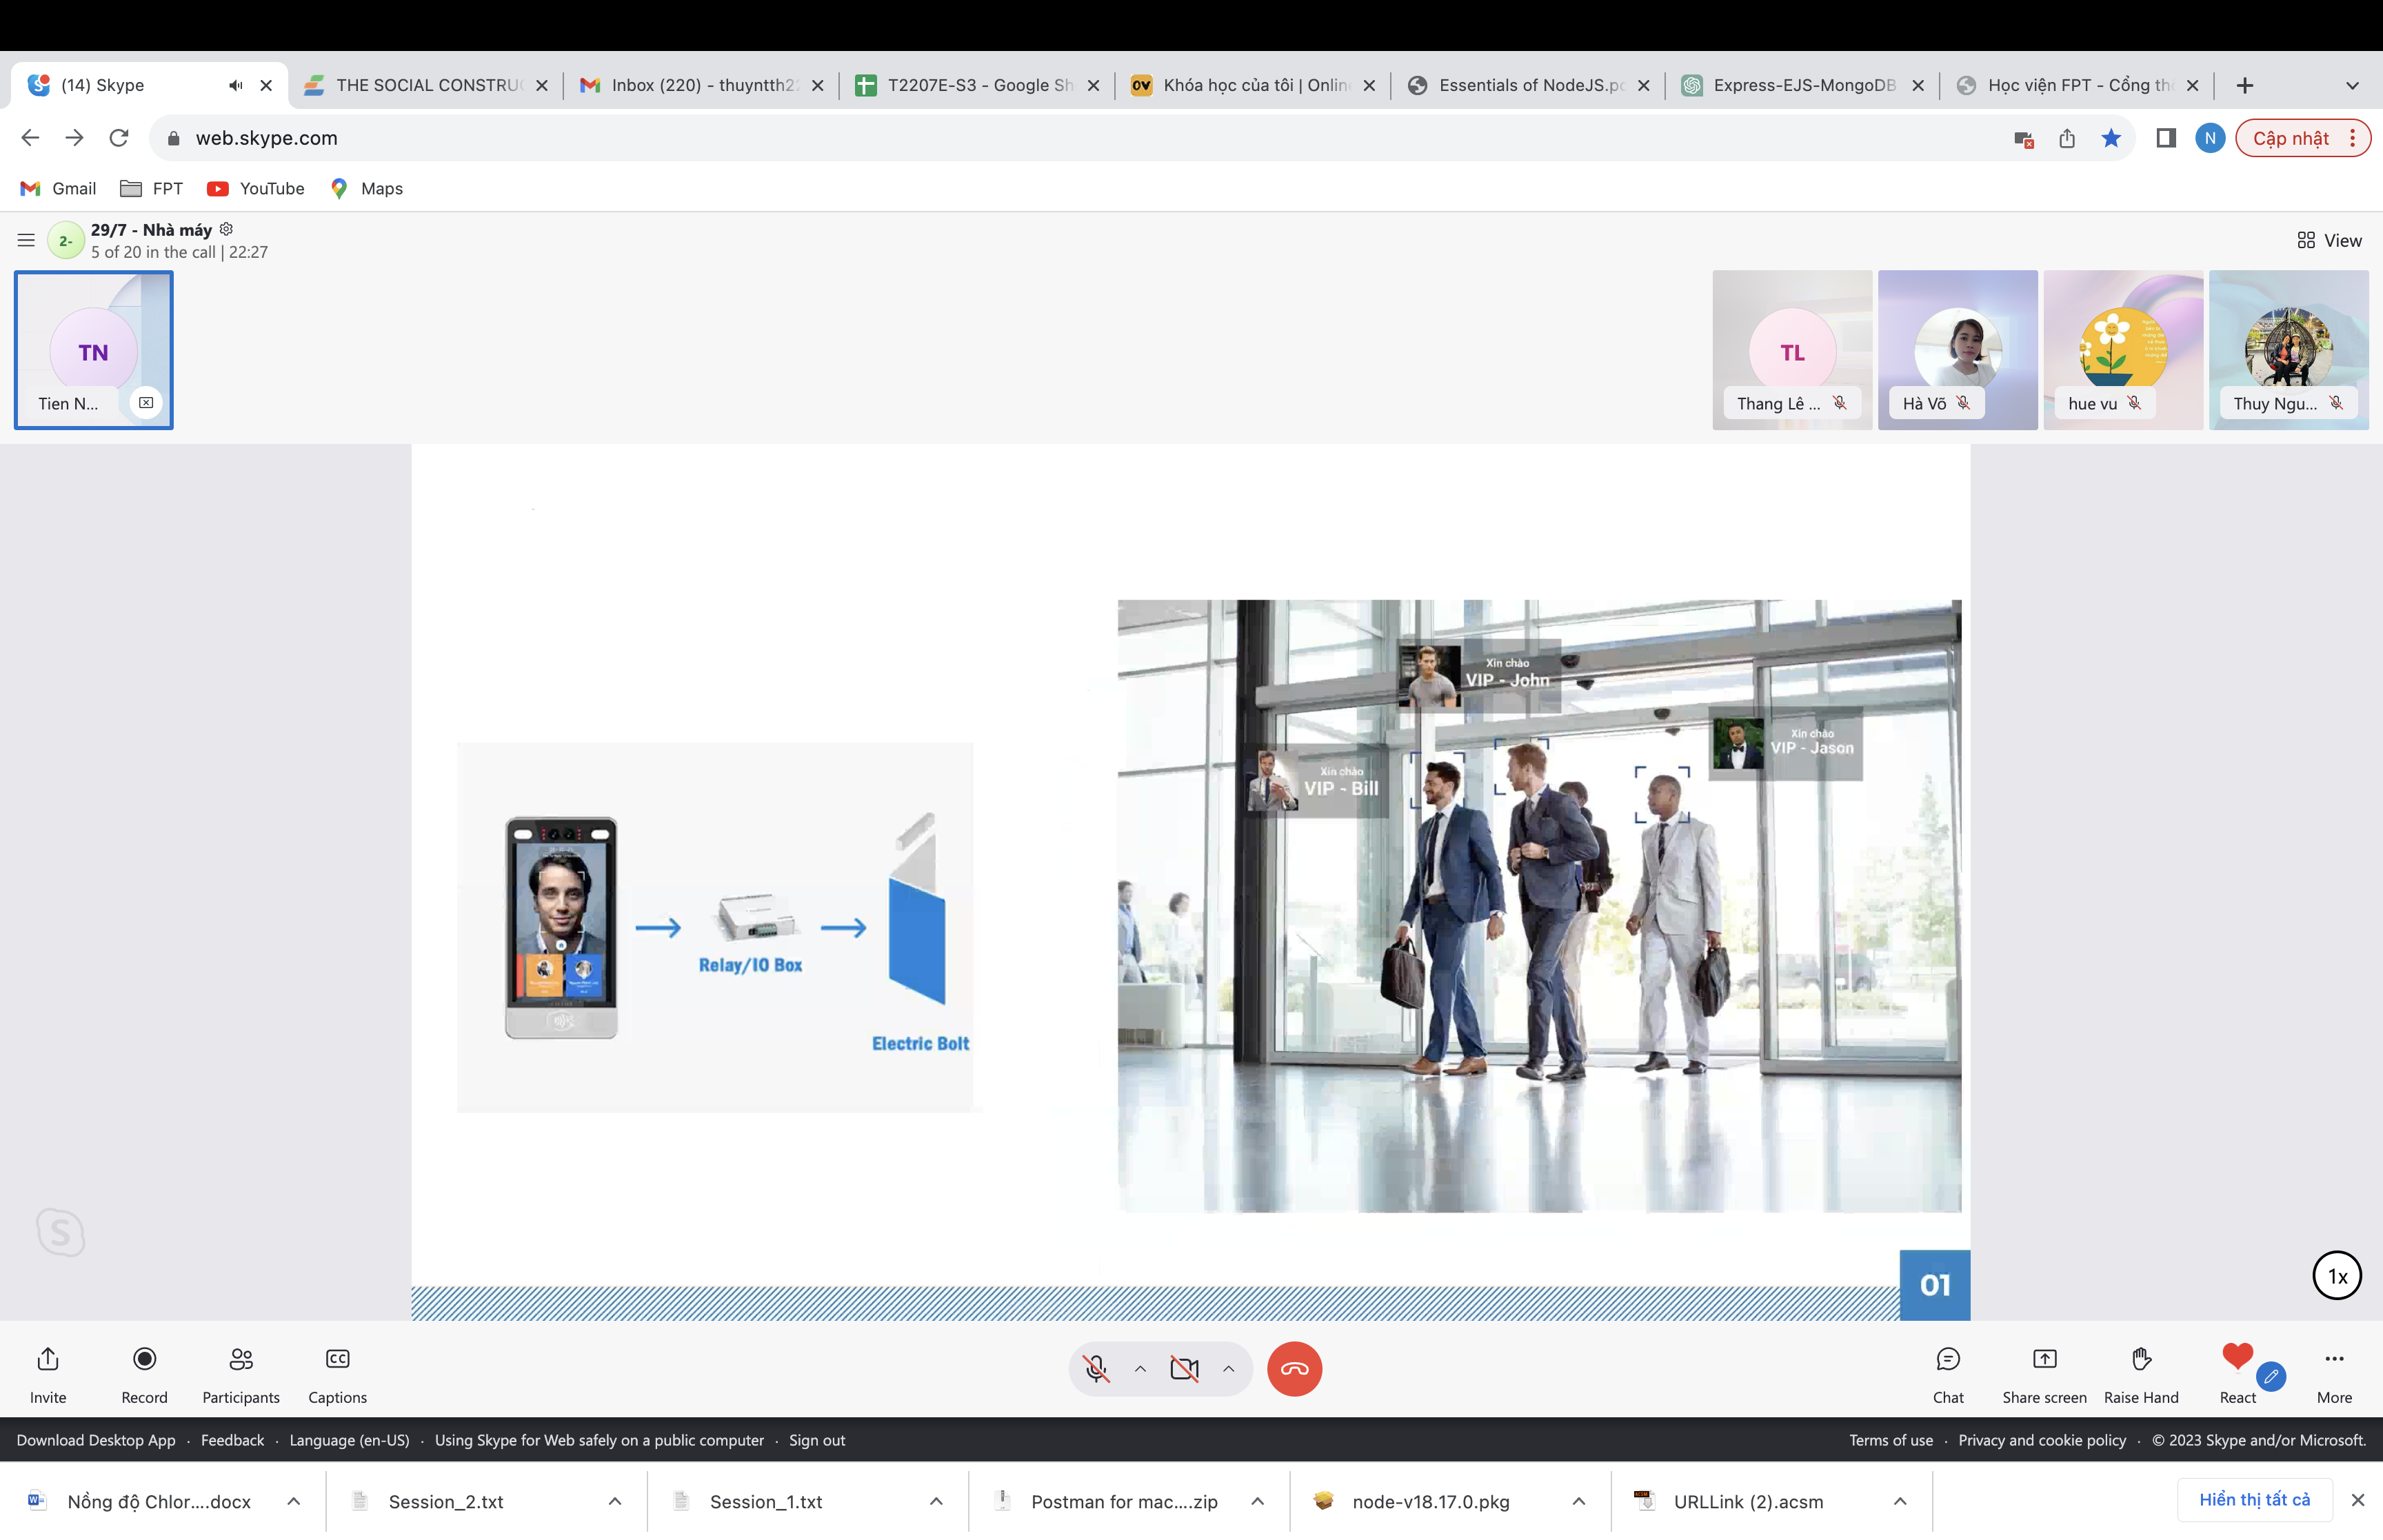 (14) Skype
THE SOCIAL CONSTRUC
Inbox (220) - thuyntth22
T2207E-S3 - Google Sh
OV
Khóa học của tôi | Onlin
Essentials of NodeJS.pd
Express-EJS-MongoDB
Học viện FPT - Cổng thô
web.skype.com
N
Cập nhật
Gmail
FPT
YouTube
Maps
2-
29/7 - Nhà máy
5 of 20 in the call | 22:27
View
TN
Tien N...
TL
Thang Lê ...
Hà Võ
hue vu
Thuy Ngu...
Xin chào
VIP - John
Xin chào
VIP - Jason
Xin chào
VIP - Bill
Relay/IO Box
Electric Bolt
01
1x
Invite
Record
Participants
CC
Captions
Chat
Share screen
Raise Hand
React
More
Download Desktop App · Feedback · Language (en-US) · Using Skype for Web safely on a public computer · Sign out
Terms of use · Privacy and cookie policy · © 2023 Skype and/or Microsoft.
Nồng độ Chlor....docx
Session_2.txt
Session_1.txt
Postman for mac....zip
node-v18.17.0.pkg
URLLink (2).acsm
Hiển thị tất cả